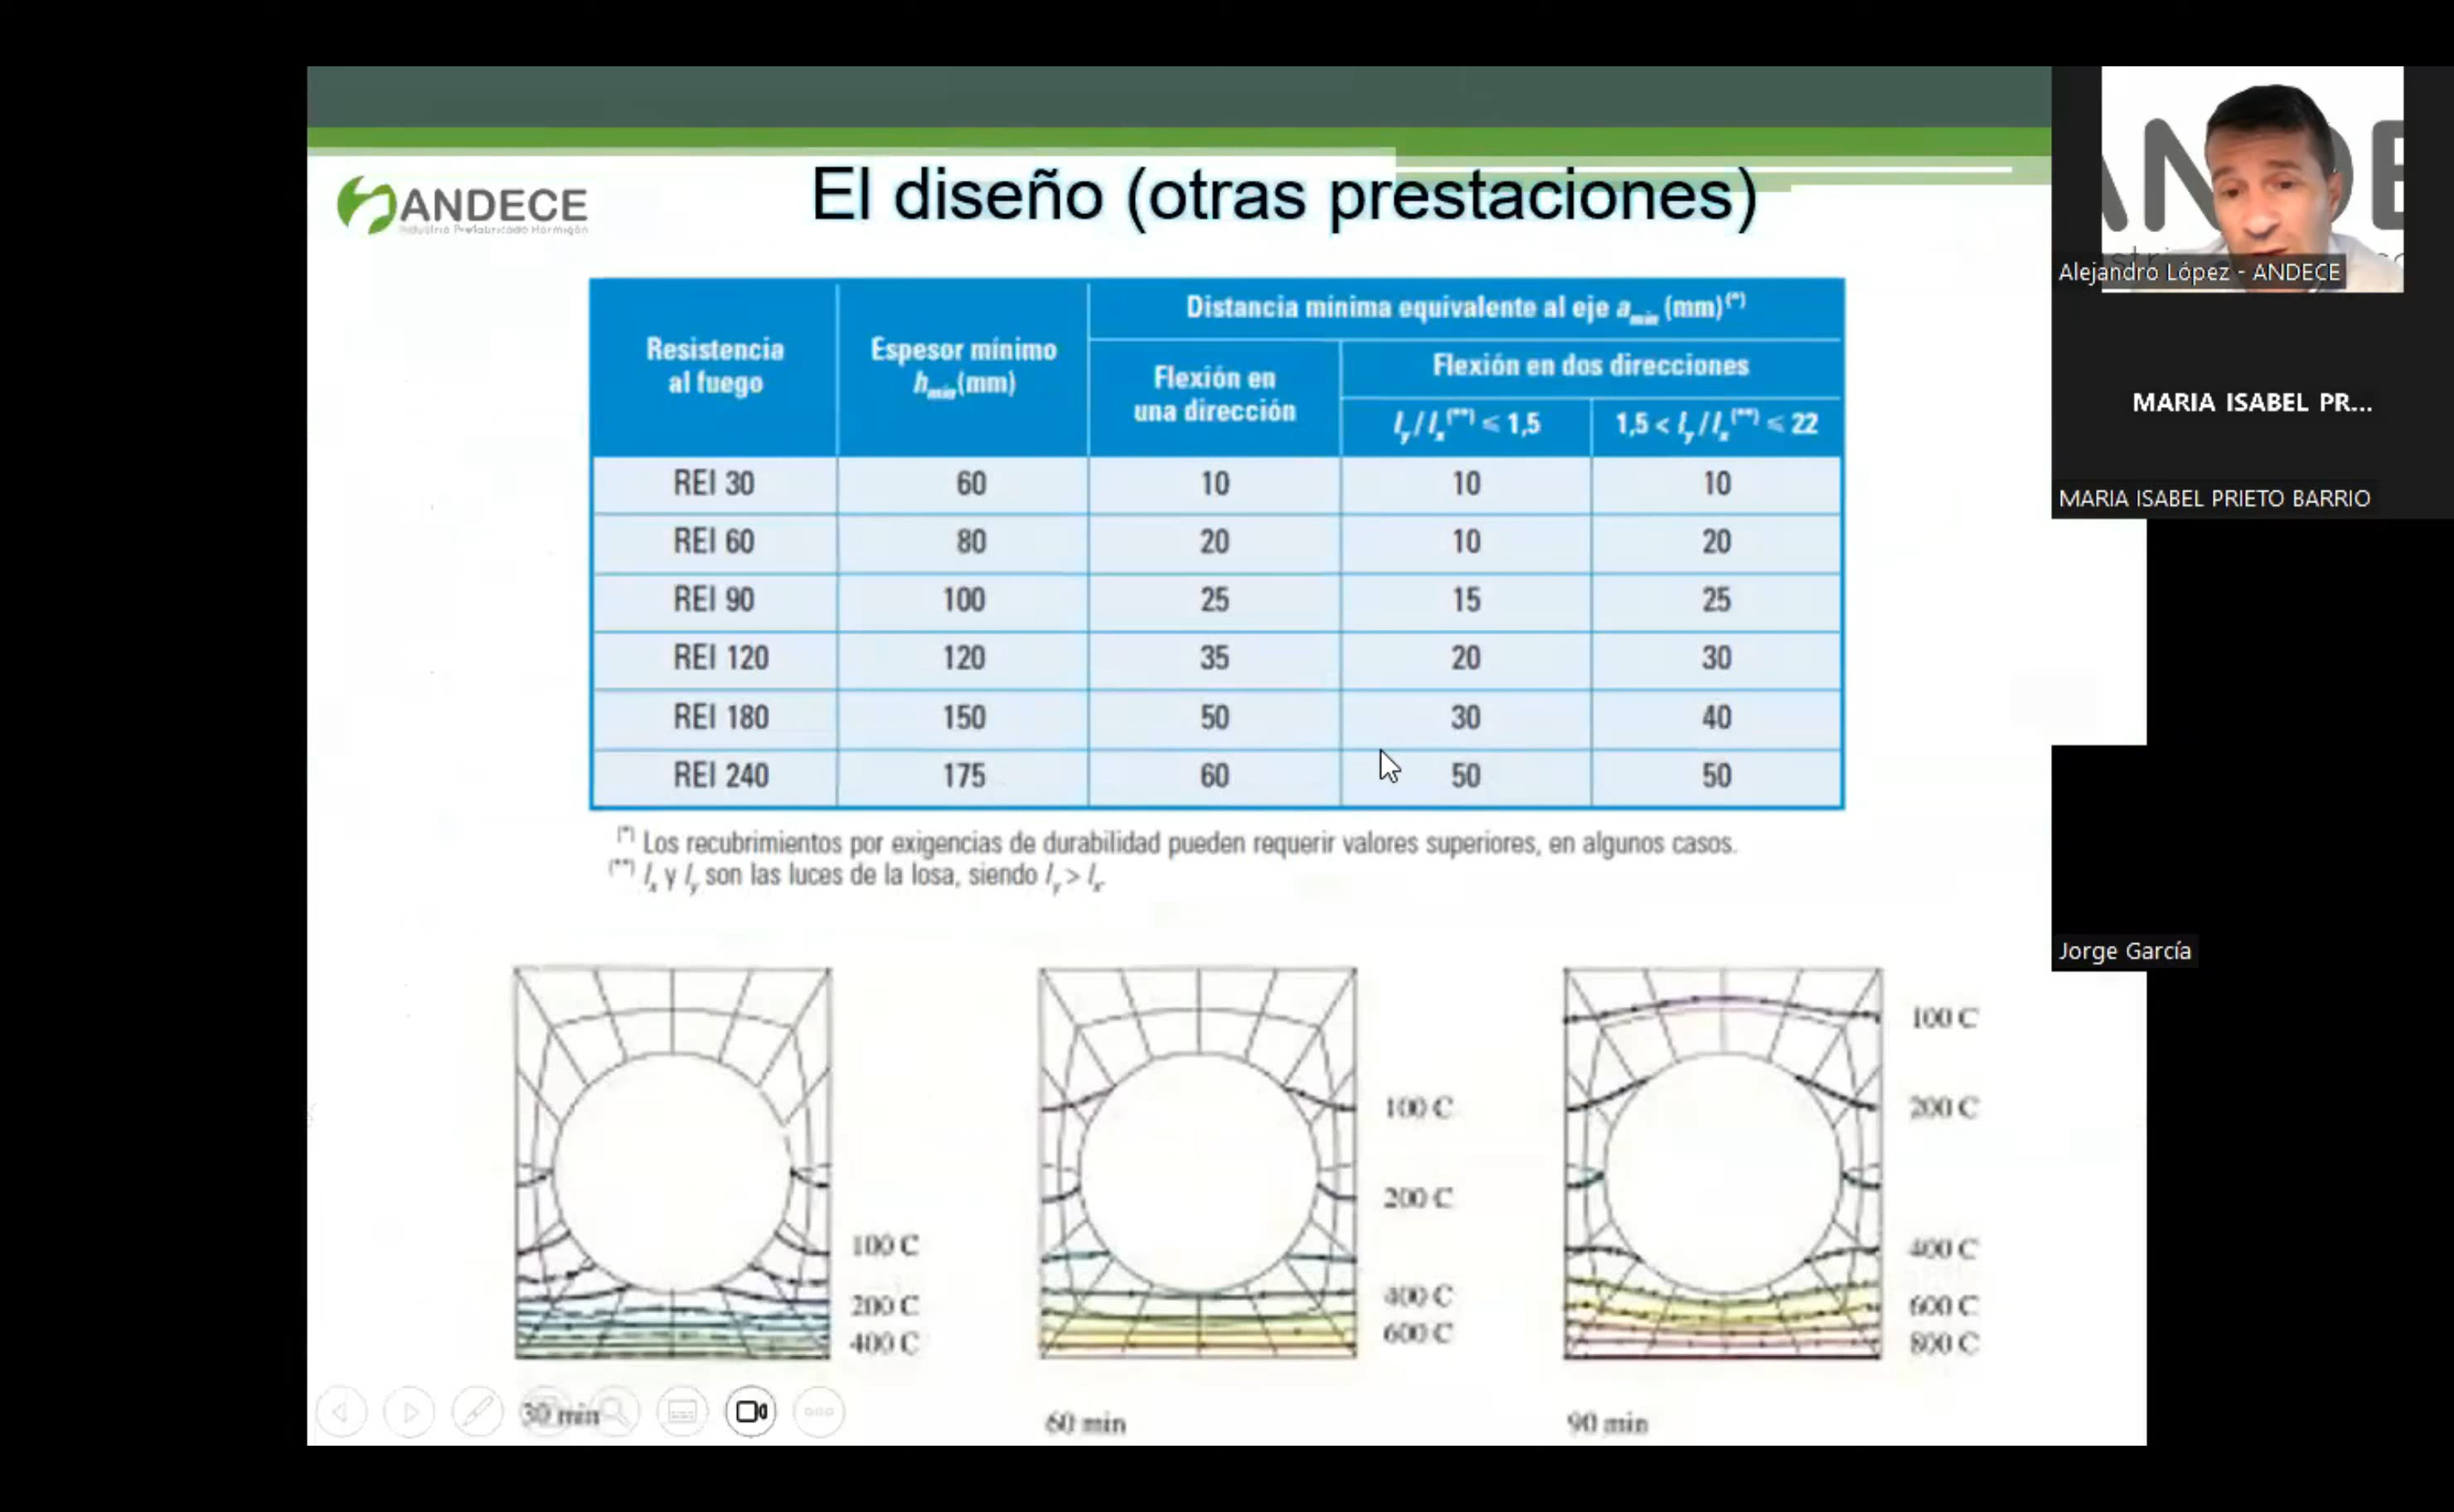 El diseño (otras prestaciones)
ANDECE
Industria Prefabricado Hormigón
Resistencia al fuego
Espesor mínimo h_min (mm)
Distancia mínima equivalente al eje a_min (mm)(*)
Flexión en una dirección
Flexión en dos direcciones
l_y/l_x(**) ≤ 1,5
1,5 < l_y/l_x(**) ≤ 22
REI 30 60 10 10 10
REI 60 80 20 10 20
REI 90 100 25 15 25
REI 120 120 35 20 30
REI 180 150 50 30 40
REI 240 175 60 50 50
(*) Los recubrimientos por exigencias de durabilidad pueden requerir valores superiores, en algunos casos.
(**) l_x y l_y son las luces de la losa, siendo l_y > l_x
100 C
200 C
400 C
30 min
100 C
200 C
400 C
600 C
60 min
100 C
200 C
400 C
600 C
800 C
90 min
Alejandro López - ANDECE
MARIA ISABEL PR...
MARIA ISABEL PRIETO BARRIO
Jorge García